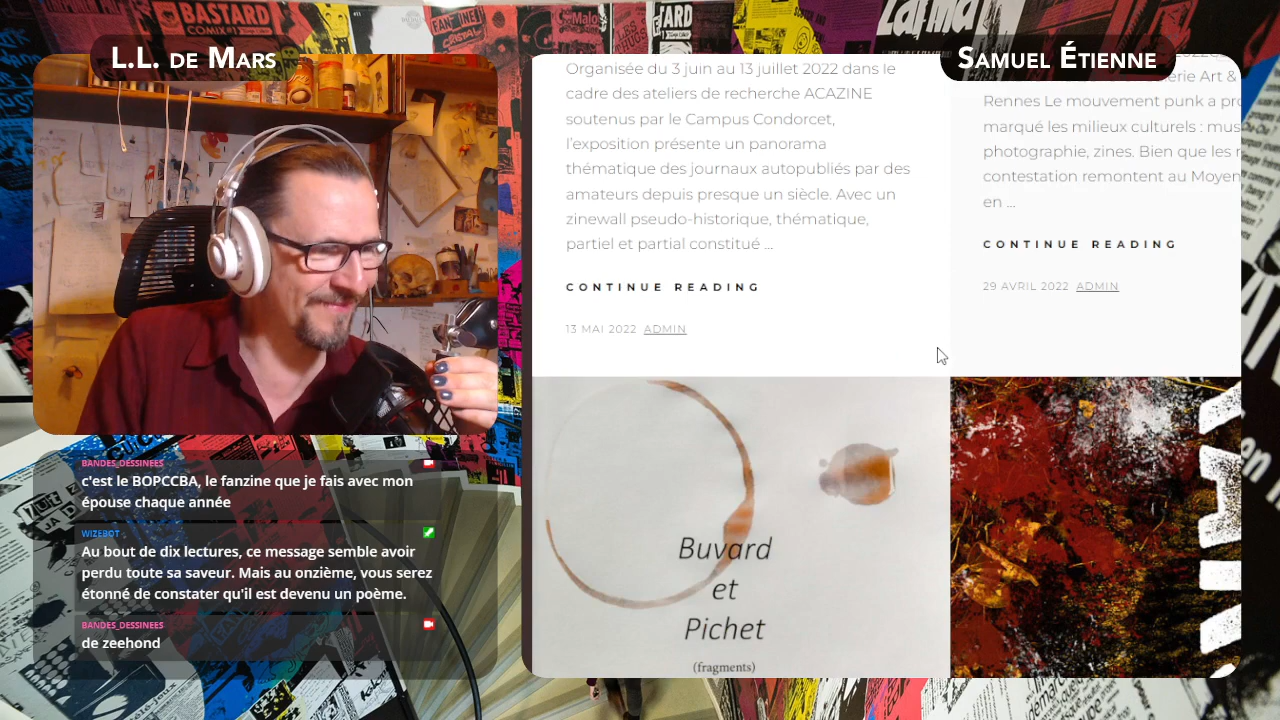 BASTARD
COMIX
FANZINE!
CRISTAL
Malo
L.L. DE MARS
SAMUEL ÉTIENNE
Organisée du 3 juin au 13 juillet 2022 dans le
cadre des ateliers de recherche ACAZINE
soutenus par le Campus Condorcet,
l'exposition présente un panorama
thématique des journaux autopubliés par des
amateurs depuis presque un siècle. Avec un
zinewall pseudo-historique, thématique,
partiel et partial constitué ...
CONTINUE READING
13 MAI 2022 ADMIN
Art &
Rennes Le mouvement punk a pro
marqué les milieux culturels : mus
photographie, zines. Bien que les
contestation remontent au Moyen
en ...
CONTINUE READING
29 AVRIL 2022 ADMIN
Buvard
et
Pichet
(fragments)
BANDES_DESSINEES
c'est le BOPCCBA, le fanzine que je fais avec mon
épouse chaque année
WIZEBOT
Au bout de dix lectures, ce message semble avoir
perdu toute sa saveur. Mais au onzième, vous serez
étonné de constater qu'il est devenu un poème.
BANDES_DESSINEES
de zeehond